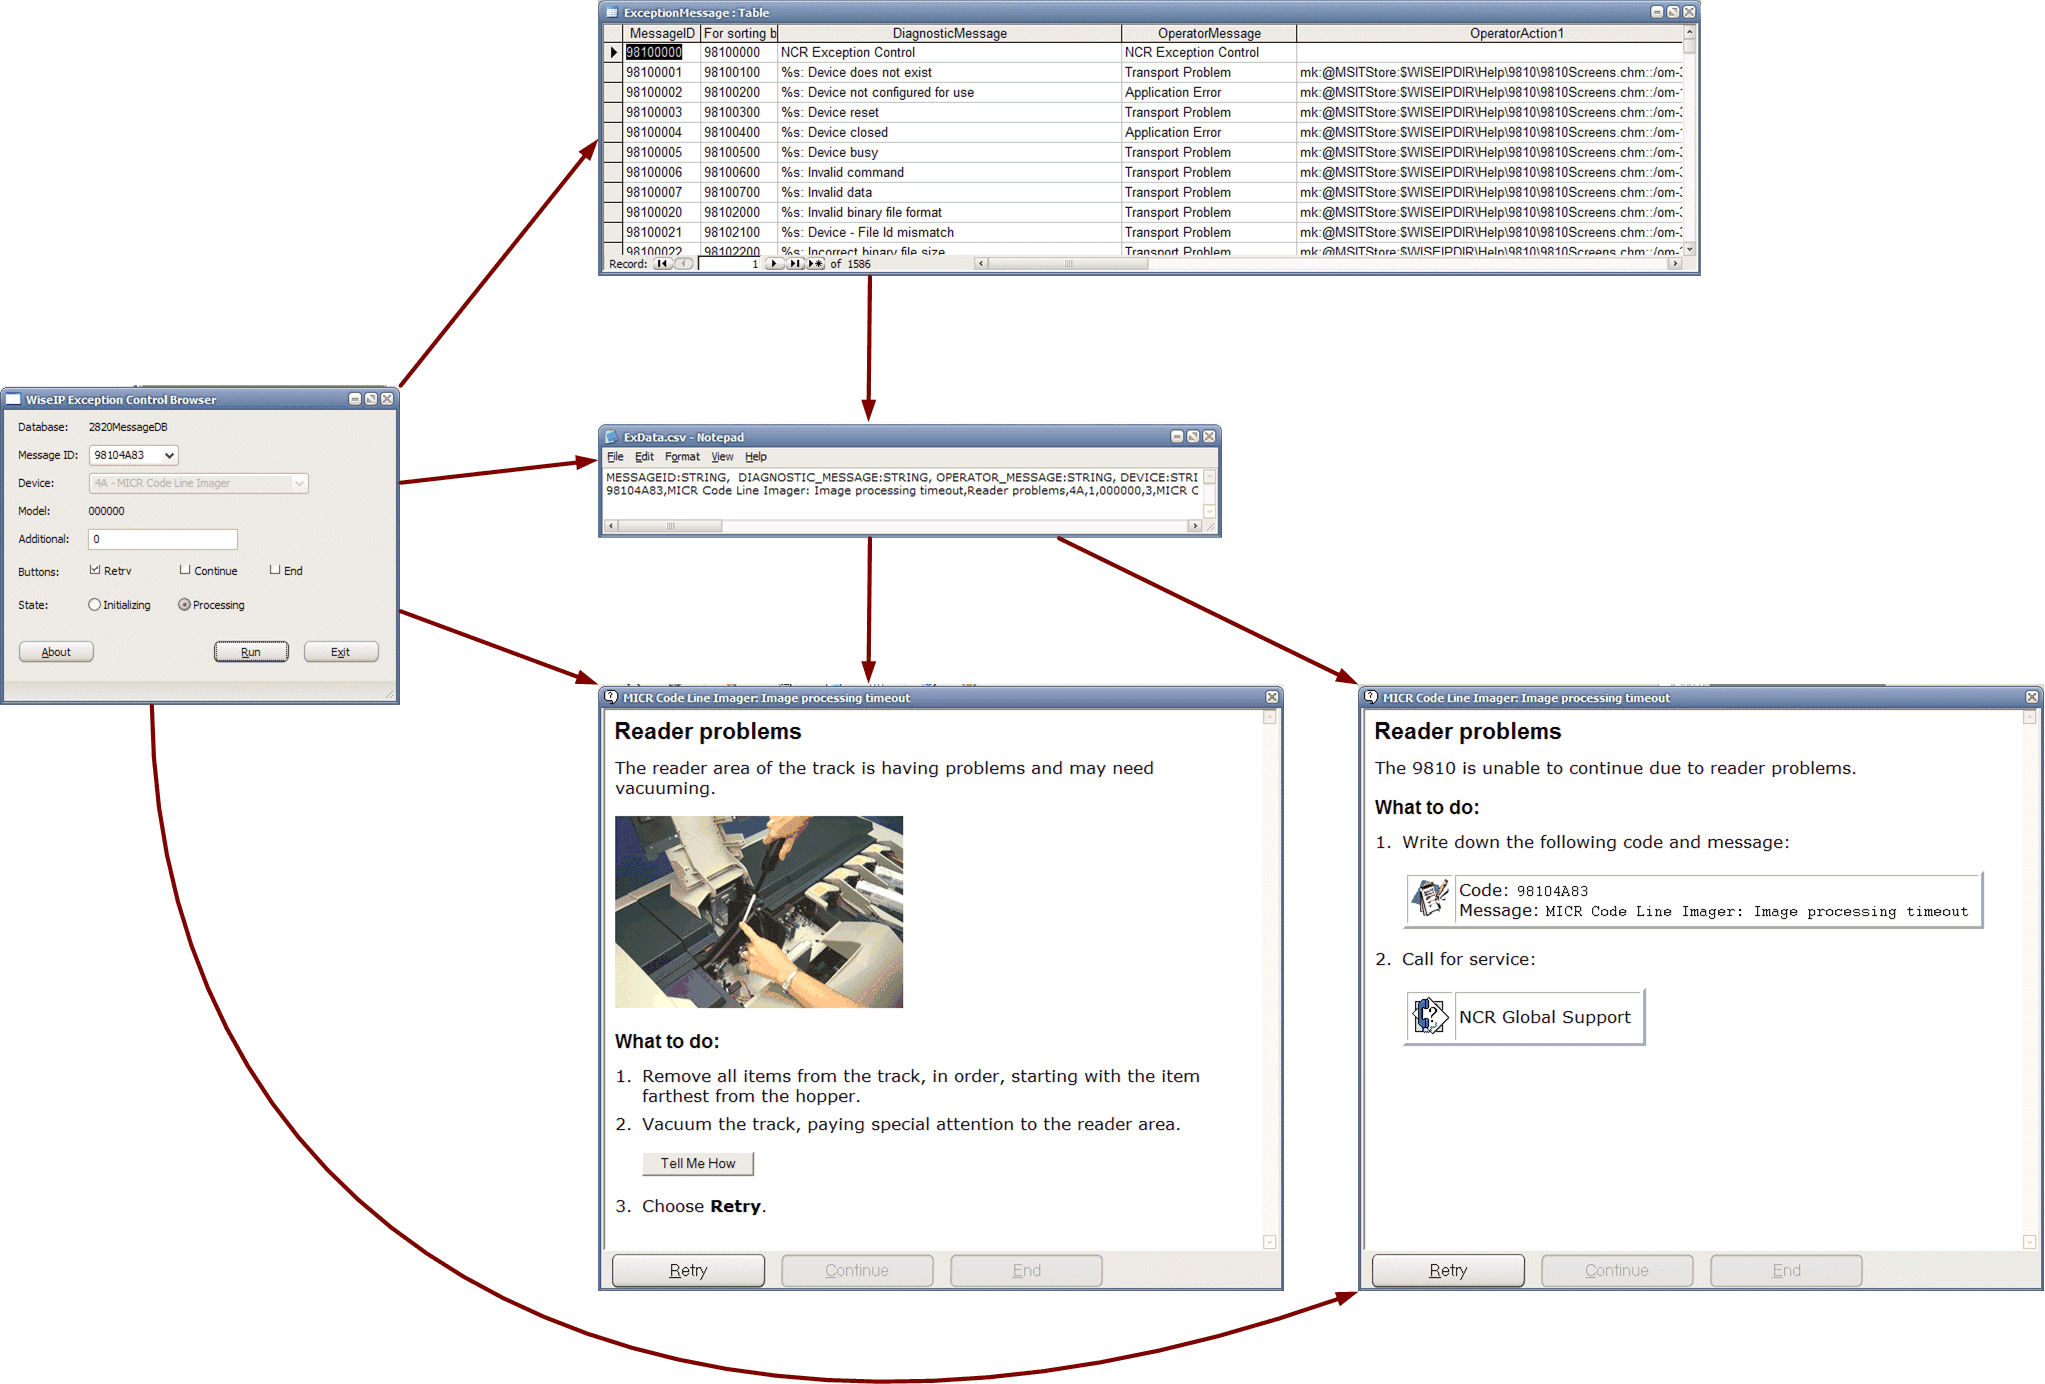 ExceptionMessage : Table
MessageID For sorting b DiagnosticMessage OperatorMessage OperatorAction1
98100000 98100000 NCR Exception Control NCR Exception Control
98100001 98100100 %s: Device does not exist Transport Problem mk:@MSITStore:$WISEIPDIR\Help\9810\9810Screens.chm::/om-3
98100002 98100200 %s: Device not configured for use Application Error mk:@MSITStore:$WISEIPDIR\Help\9810\9810Screens.chm::/om-
98100003 98100300 %s: Device reset Transport Problem mk:@MSITStore:$WISEIPDIR\Help\9810\9810Screens.chm::/om-3
98100004 98100400 %s: Device closed Application Error mk:@MSITStore:$WISEIPDIR\Help\9810\9810Screens.chm::/om-
98100005 98100500 %s: Device busy Transport Problem mk:@MSITStore:$WISEIPDIR\Help\9810\9810Screens.chm::/om-3
98100006 98100600 %s: Invalid command Transport Problem mk:@MSITStore:$WISEIPDIR\Help\9810\9810Screens.chm::/om-3
98100007 98100700 %s: Invalid data Transport Problem mk:@MSITStore:$WISEIPDIR\Help\9810\9810Screens.chm::/om-3
98100020 98102000 %s: Invalid binary file format Transport Problem mk:@MSITStore:$WISEIPDIR\Help\9810\9810Screens.chm::/om-3
98100021 98102100 %s: Device - File Id mismatch Transport Problem mk:@MSITStore:$WISEIPDIR\Help\9810\9810Screens.chm::/om-3
98100022 98102200 %s: Incorrect binary file size Transport Problem mk:@MSITStore:$WISEIPDIR\Help\9810\9810Screens.chm::/om-3
Record: 1 of 1586
WiseIP Exception Control Browser
Database: 2820MessageDB
Message ID: 98104A83
Device: 4A - MICR Code Line Imager
Model: 000000
Additional: 0
Buttons: Retry Continue End
State: Initializing Processing
About Run Exit
ExData.csv - Notepad
File Edit Format View Help
MESSAGEID:STRING, DIAGNOSTIC_MESSAGE:STRING, OPERATOR_MESSAGE:STRING, DEVICE:STRI
98104A83,MICR Code Line Imager: Image processing timeout,Reader problems,4A,1,000000,3,MICR C
MICR Code Line Imager: Image processing timeout
Reader problems
The reader area of the track is having problems and may need
vacuuming.
What to do:
1. Remove all items from the track, in order, starting with the item
farthest from the hopper.
2. Vacuum the track, paying special attention to the reader area.
Tell Me How
3. Choose Retry.
Retry Continue End
MICR Code Line Imager: Image processing timeout
Reader problems
The 9810 is unable to continue due to reader problems.
What to do:
1. Write down the following code and message:
Code: 98104A83
Message: MICR Code Line Imager: Image processing timeout
2. Call for service:
NCR Global Support
Retry Continue End